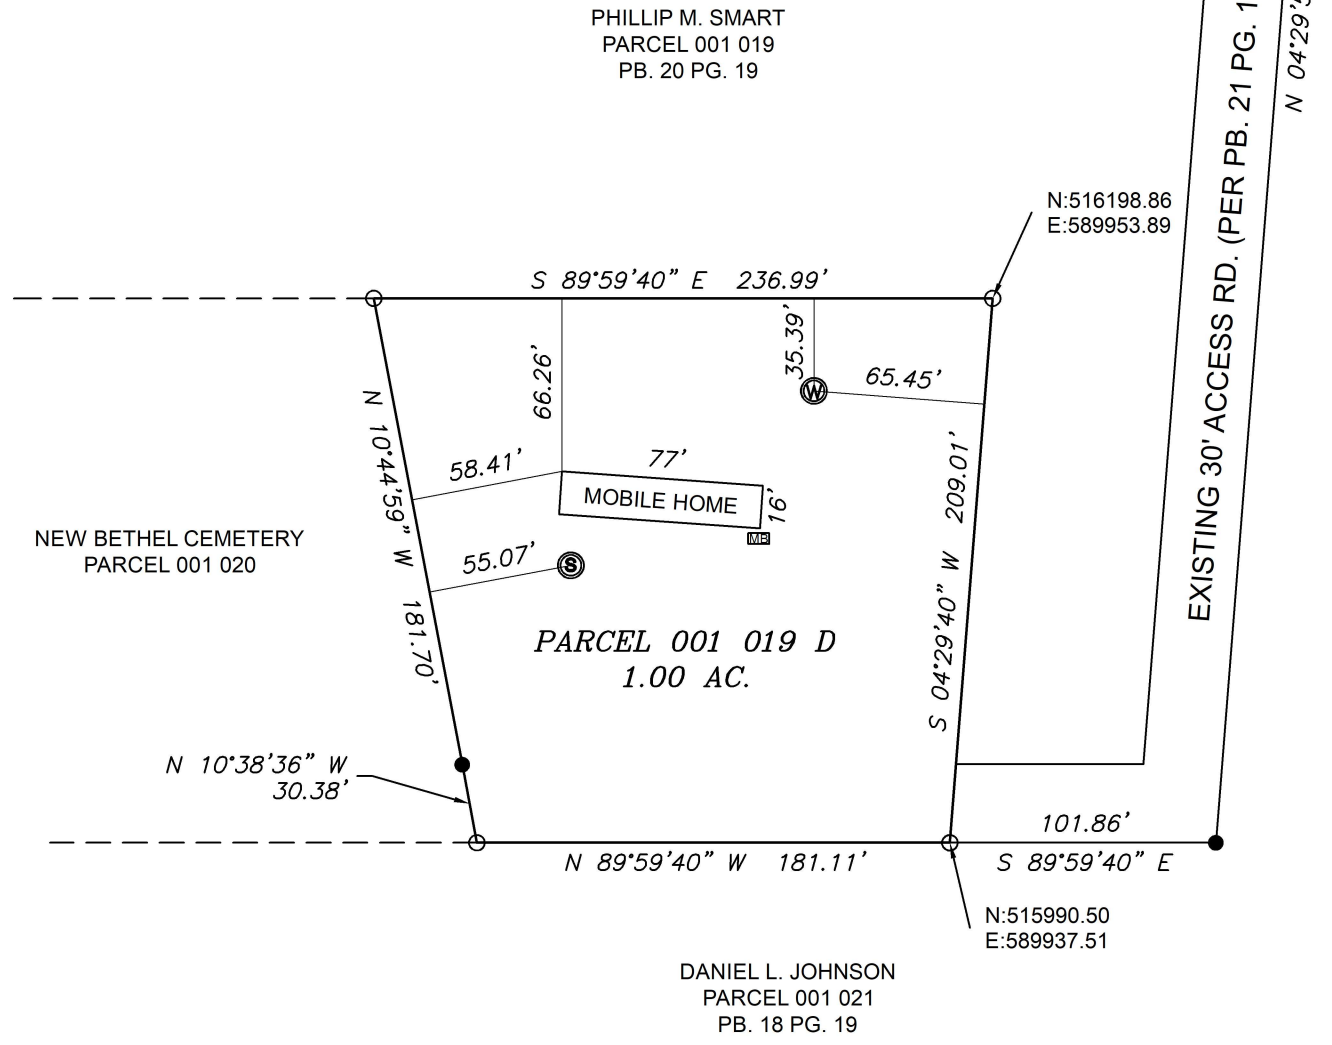 PHILLIP M. SMART
PARCEL 001 019
PB. 20 PG. 19
N 04°29'5
EXISTING 30' ACCESS RD. (PER PB. 21 PG. 1
N:516198.86
E:589953.89
S 89°59'40" E 236.99'
35.39'
66.26'
W
65.45'
N 10°44'59" W 181.70'
58.41'
77'
MOBILE HOME
16'
MB
S 04°29'40" W 209.01'
NEW BETHEL CEMETERY
PARCEL 001 020
55.07'
S
PARCEL 001 019 D
1.00 AC.
N 10°38'36" W
30.38'
101.86'
N 89°59'40" W 181.11'
S 89°59'40" E
N:515990.50
E:589937.51
DANIEL L. JOHNSON
PARCEL 001 021
PB. 18 PG. 19